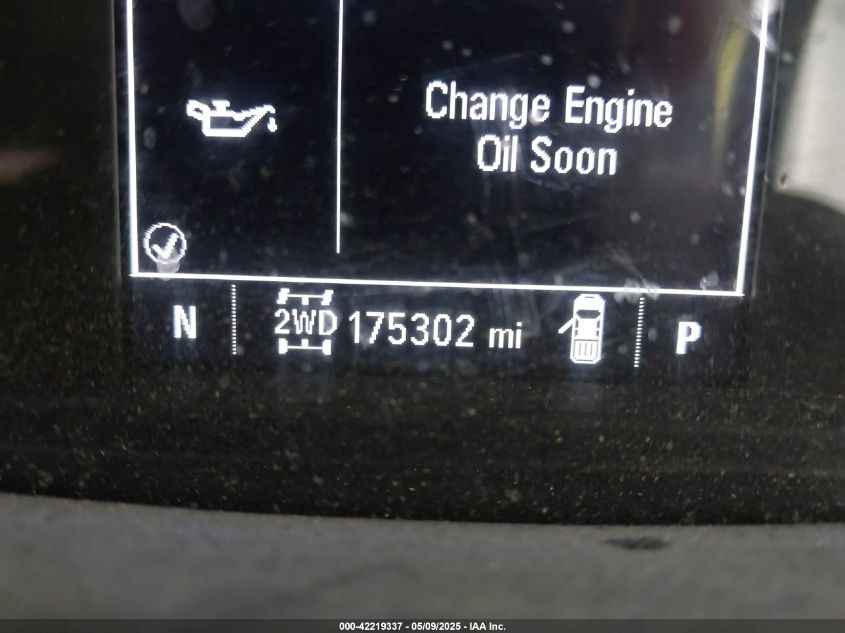 Change Engine
Oil Soon
N 2WD 175302 mi P
000-42219337 - 05/09/2025 - IAA Inc.